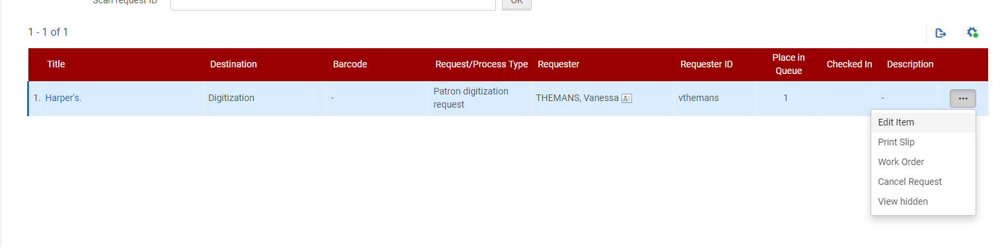 Scan request ID OK
1 - 1 of 1
Title Destination Barcode Request/Process Type Requester Requester ID Place in Queue Checked In Description
1. Harper's. Digitization - Patron digitization request THEMANS, Vanessa vthemans 1 -
Edit Item
Print Slip
Work Order
Cancel Request
View hidden